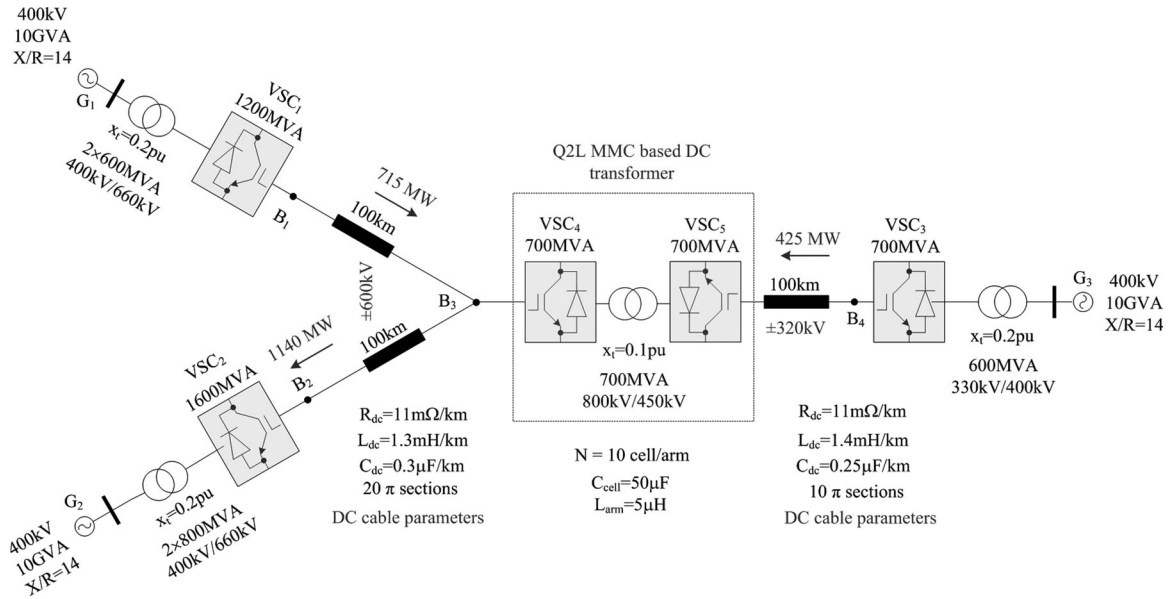 400kV
10GVA
X/R=14
G1
xt=0.2pu
2×600MVA
400kV/660kV
VSC1
1200MVA
B1
715 MW
100km
±600kV
B3
1140 MW
100km
B2
VSC2
1600MVA
G2
400kV
10GVA
X/R=14
xt=0.2pu
2×800MVA
400kV/660kV
Rdc=11mΩ/km
Ldc=1.3mH/km
Cdc=0.3μF/km
20 π sections
DC cable parameters
Q2L MMC based DC
transformer
VSC4
700MVA
VSC5
700MVA
xt=0.1pu
700MVA
800kV/450kV
N = 10 cell/arm
Ccell=50μF
Larm=5μH
425 MW
100km
±320kV
B4
VSC3
700MVA
G3
400kV
10GVA
X/R=14
xt=0.2pu
600MVA
330kV/400kV
Rdc=11mΩ/km
Ldc=1.4mH/km
Cdc=0.25μF/km
10 π sections
DC cable parameters